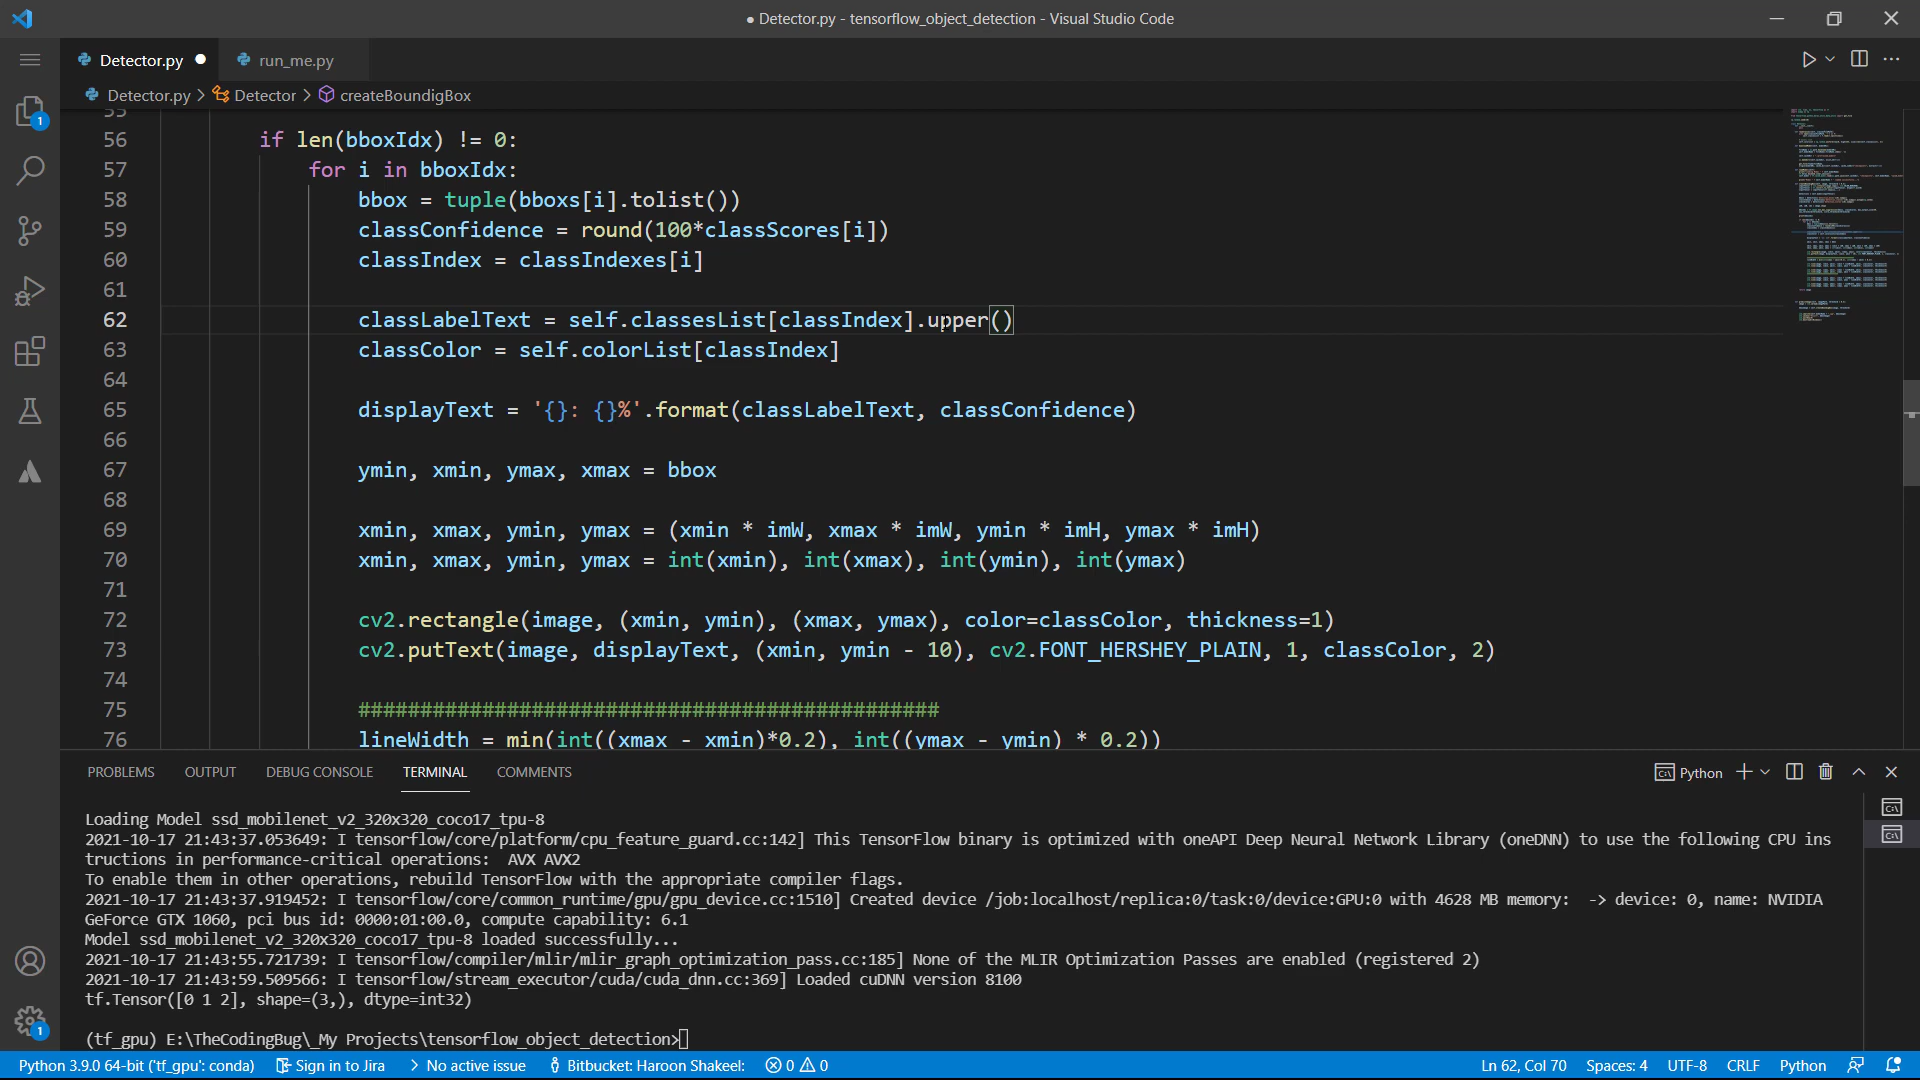 ● Detector.py - tensorflow_object_detection - Visual Studio Code
Detector.py ● run_me.py
Detector.py > Detector > createBoundigBox
55
56 if len(bboxIdx) != 0:
57 for i in bboxIdx:
58 bbox = tuple(bboxs[i].tolist())
59 classConfidence = round(100*classScores[i])
60 classIndex = classIndexes[i]
61
62 classLabelText = self.classesList[classIndex].upper()
63 classColor = self.colorList[classIndex]
64
65 displayText = '{}: {}%'.format(classLabelText, classConfidence)
66
67 ymin, xmin, ymax, xmax = bbox
68
69 xmin, xmax, ymin, ymax = (xmin * imW, xmax * imW, ymin * imH, ymax * imH)
70 xmin, xmax, ymin, ymax = int(xmin), int(xmax), int(ymin), int(ymax)
71
72 cv2.rectangle(image, (xmin, ymin), (xmax, ymax), color=classColor, thickness=1)
73 cv2.putText(image, displayText, (xmin, ymin - 10), cv2.FONT_HERSHEY_PLAIN, 1, classColor, 2)
74
75 ###############################################
76 lineWidth = min(int((xmax - xmin)*0.2), int((ymax - ymin) * 0.2))
PROBLEMS OUTPUT DEBUG CONSOLE TERMINAL COMMENTS Python
Loading Model ssd_mobilenet_v2_320x320_coco17_tpu-8
2021-10-17 21:43:37.053649: I tensorflow/core/platform/cpu_feature_guard.cc:142] This TensorFlow binary is optimized with oneAPI Deep Neural Network Library (oneDNN) to use the following CPU ins
tructions in performance-critical operations:  AVX AVX2
To enable them in other operations, rebuild TensorFlow with the appropriate compiler flags.
2021-10-17 21:43:37.919452: I tensorflow/core/common_runtime/gpu/gpu_device.cc:1510] Created device /job:localhost/replica:0/task:0/device:GPU:0 with 4628 MB memory:  -> device: 0, name: NVIDIA
GeForce GTX 1060, pci bus id: 0000:01:00.0, compute capability: 6.1
Model ssd_mobilenet_v2_320x320_coco17_tpu-8 loaded successfully...
2021-10-17 21:43:55.721739: I tensorflow/compiler/mlir/mlir_graph_optimization_pass.cc:185] None of the MLIR Optimization Passes are enabled (registered 2)
2021-10-17 21:43:59.509566: I tensorflow/stream_executor/cuda/cuda_dnn.cc:369] Loaded cuDNN version 8100
tf.Tensor([0 1 2], shape=(3,), dtype=int32)
(tf_gpu) E:\TheCodingBug\_My Projects\tensorflow_object_detection>
1
1
Python 3.9.0 64-bit ('tf_gpu': conda) Sign in to Jira > No active issue Bitbucket: Haroon Shakeel: 0 0 Ln 62, Col 70 Spaces: 4 UTF-8 CRLF Python